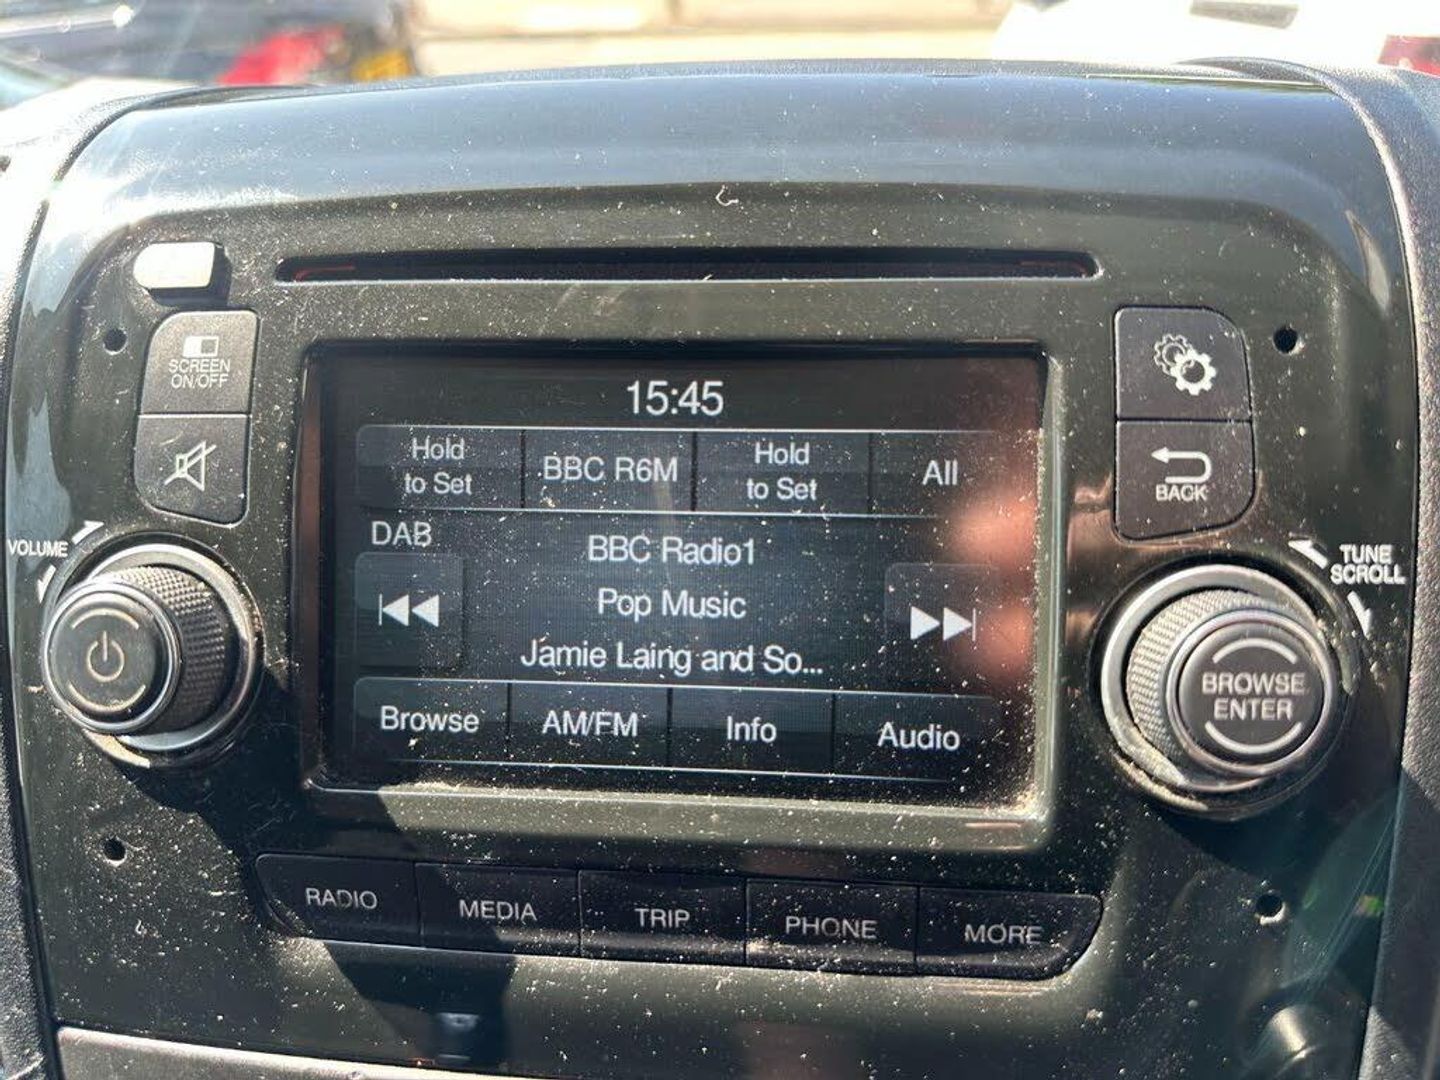 15:45
SCREEN
ON/OFF
Hold
to Set
BBC R6M
Hold
to Set
All
BACK
VOLUME
DAB
BBC Radio1
TUNE
SCROLL
Pop Music
Jamie Laing and So...
BROWSE
ENTER
Browse
AM/FM
Info
Audio
RADIO
MEDIA
TRIP
PHONE
MORE